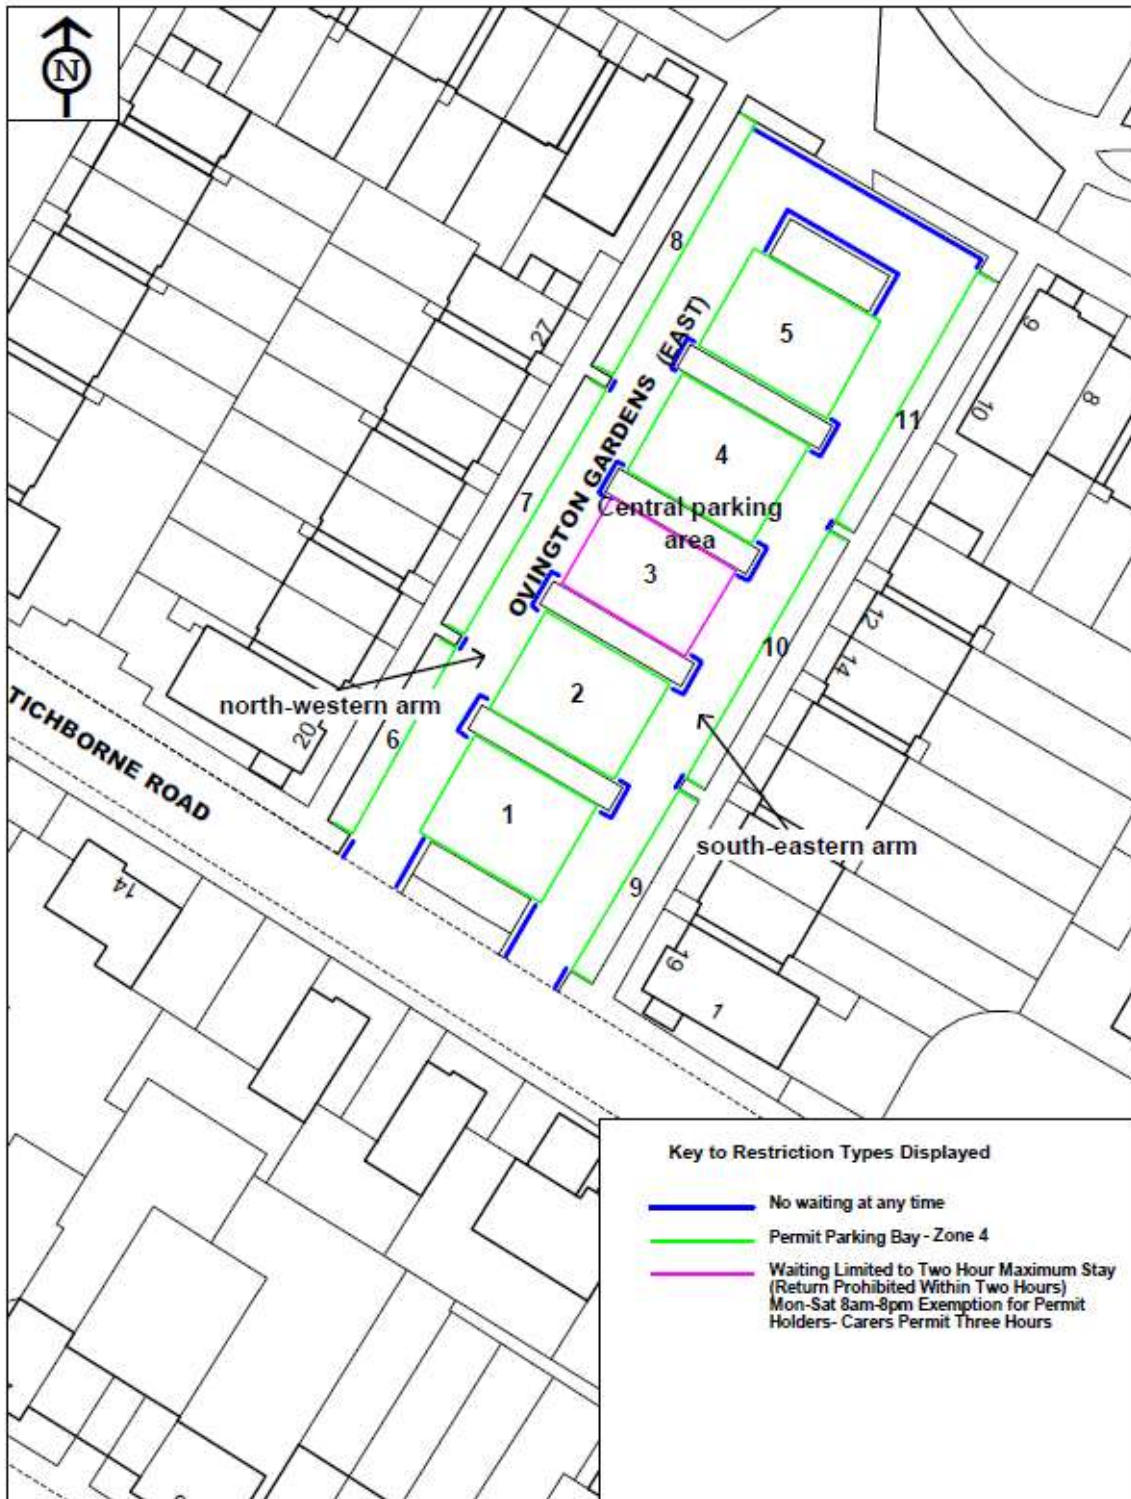 N
8
5
9
27
8
10
OVINGTON GARDENS (EAST)
11
4
7
Central parking
area
3
12
10
14
2
north-western arm
TICHBORNE ROAD
20
6
1
south-eastern arm
14
9
19
1
Key to Restriction Types Displayed
No waiting at any time
Permit Parking Bay - Zone 4
Waiting Limited to Two Hour Maximum Stay
(Return Prohibited Within Two Hours)
Mon-Sat 8am-8pm Exemption for Permit
Holders- Carers Permit Three Hours